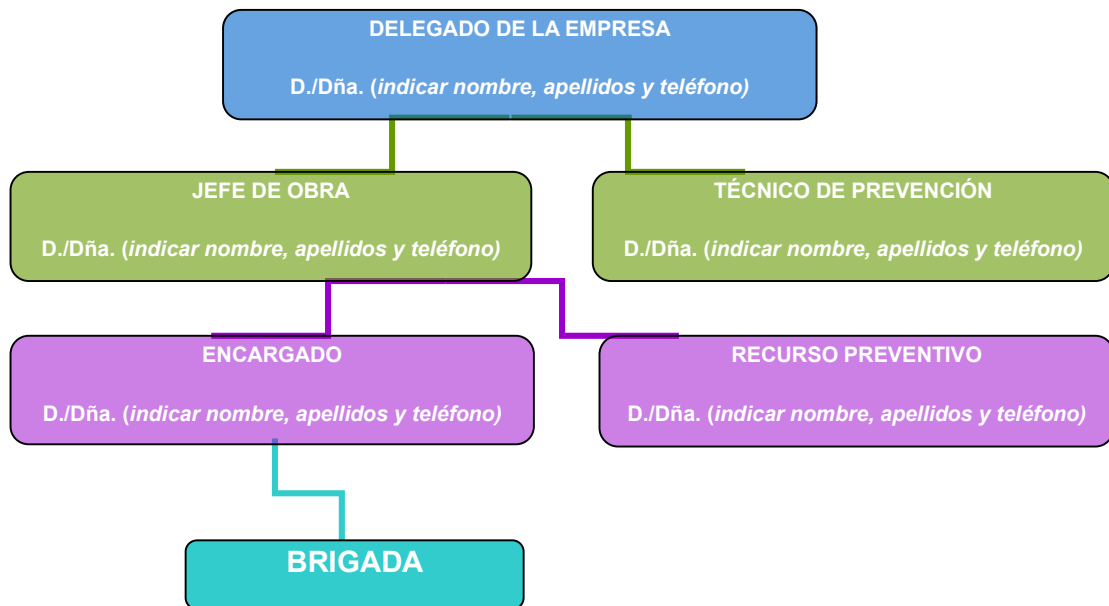 DELEGADO DE LA EMPRESA
D./Dña. (indicar nombre, apellidos y teléfono)
JEFE DE OBRA
D./Dña. (indicar nombre, apellidos y teléfono)
TÉCNICO DE PREVENCIÓN
D./Dña. (indicar nombre, apellidos y teléfono)
ENCARGADO
D./Dña. (indicar nombre, apellidos y teléfono)
RECURSO PREVENTIVO
D./Dña. (indicar nombre, apellidos y teléfono)
BRIGADA